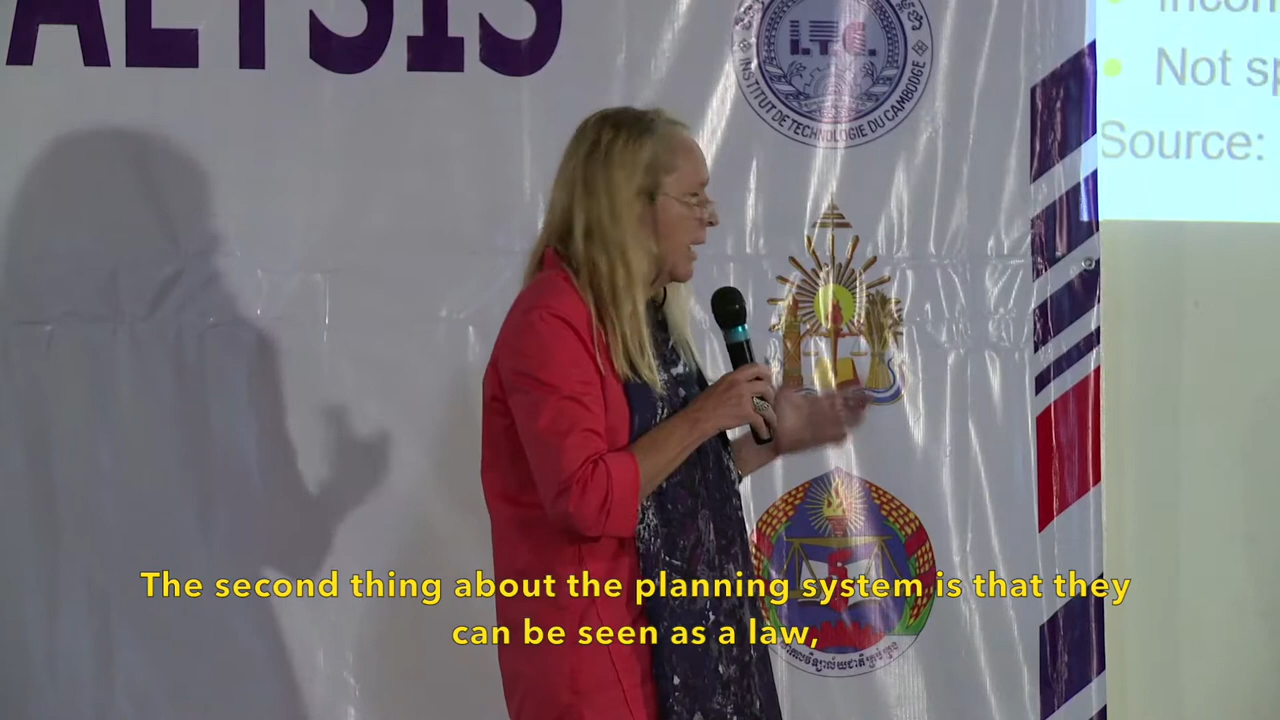 ALYSIS
I.T.C.
INSTITUT DE TECHNOLOGIE DU CAMBODGE
Not sp
Source:
The second thing about the planning system is that they
can be seen as a law,